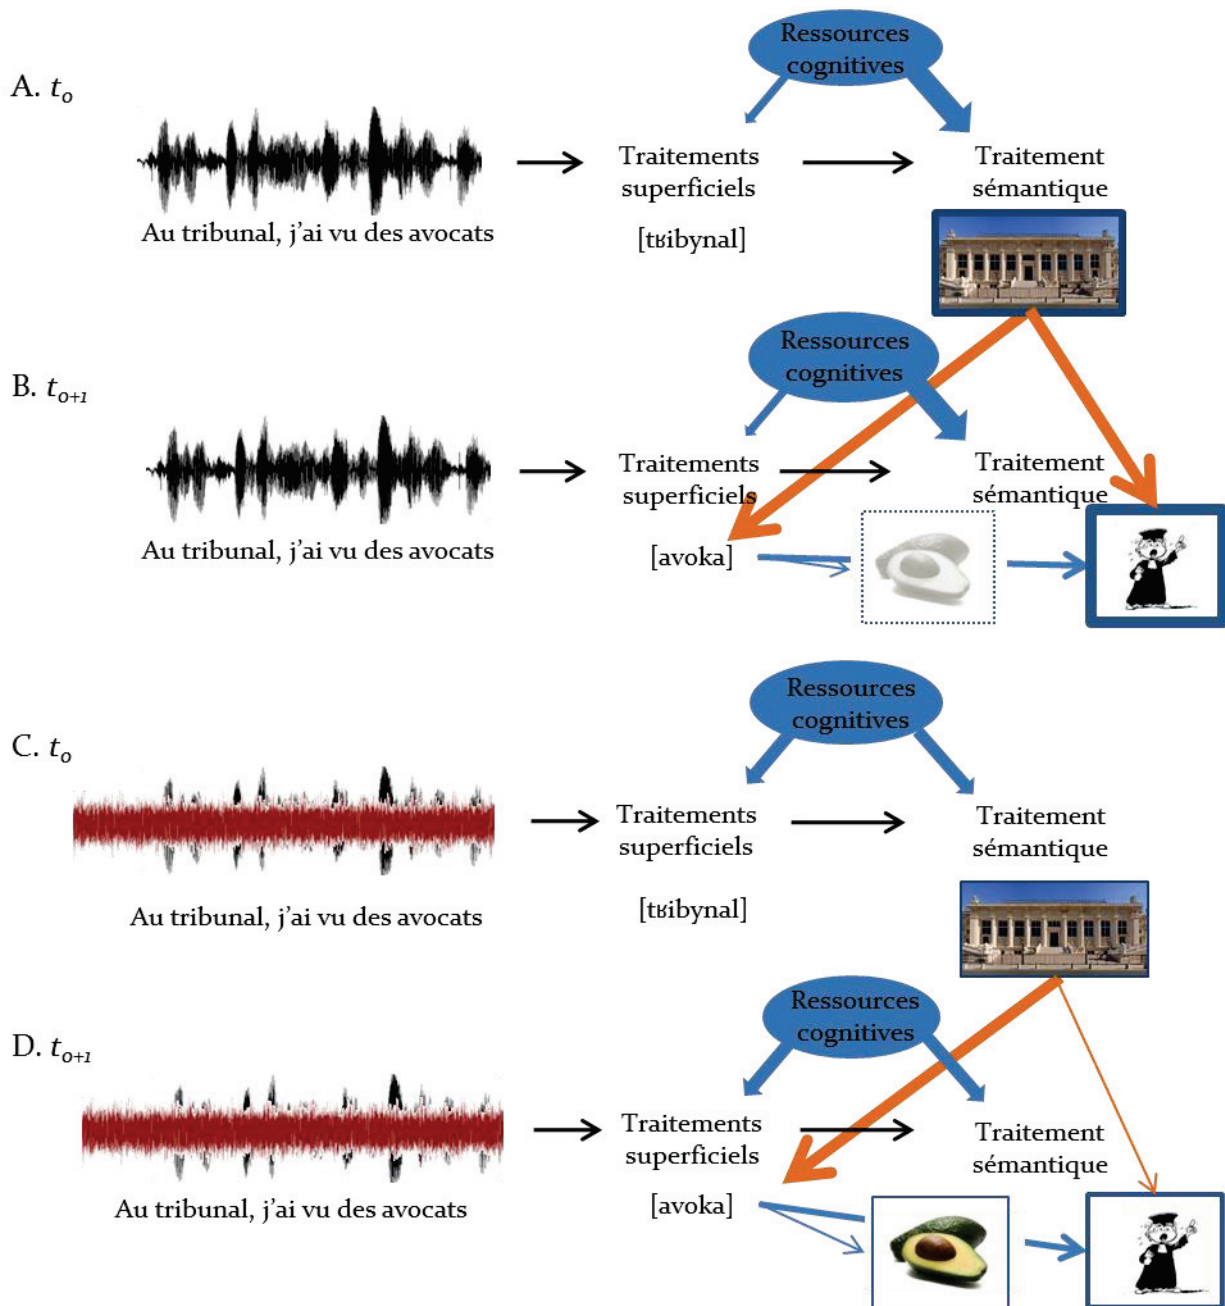 Ressources
cognitives
A. t₀
Traitements
superficiels
Traitement
sémantique
Au tribunal, j'ai vu des avocats
[tʁibynal]
Ressources
cognitives
B. t₀₊₁
Traitements
superficiels
Traitement
sémantique
Au tribunal, j'ai vu des avocats
[avoka]
Ressources
cognitives
C. t₀
Traitements
superficiels
Traitement
sémantique
Au tribunal, j'ai vu des avocats
[tʁibynal]
Ressources
cognitives
D. t₀₊₁
Traitements
superficiels
Traitement
sémantique
Au tribunal, j'ai vu des avocats
[avoka]